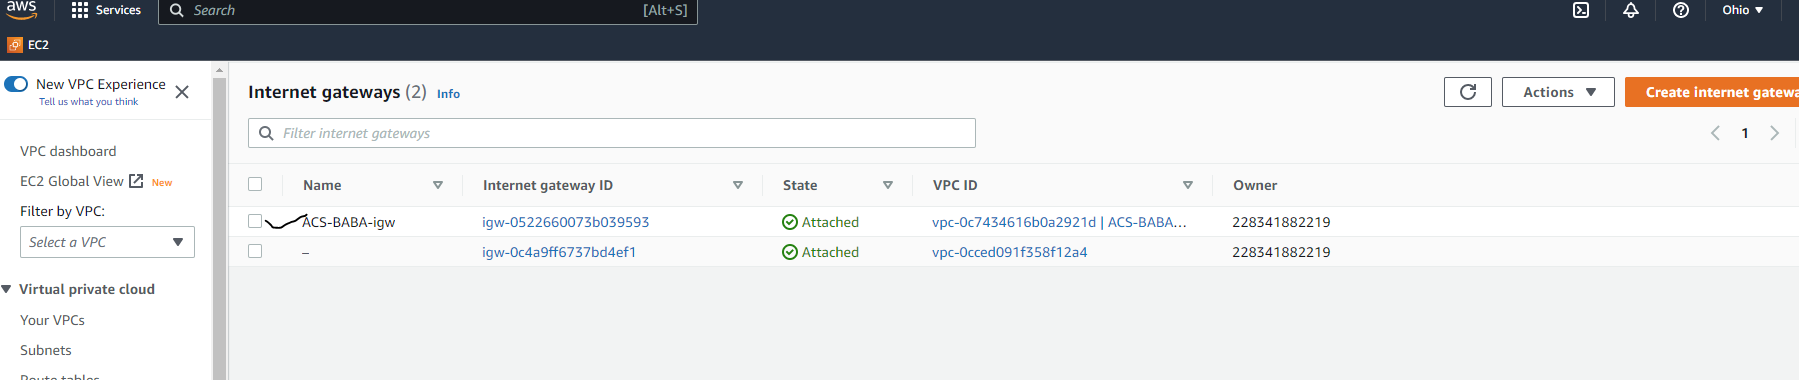 aws Services Search [Alt+S] Ohio
EC2
New VPC Experience
Tell us what you think
VPC dashboard
EC2 Global View New
Filter by VPC:
Select a VPC
Virtual private cloud
Your VPCs
Subnets
Route tables
Internet gateways (2) Info
Actions Create internet gatewa
Filter internet gateways
1
Name Internet gateway ID State VPC ID Owner
ACS-BABA-igw igw-0522660073b039593 Attached vpc-0c7434616b0a2921d | ACS-BABA... 228341882219
– igw-0c4a9ff6737bd4ef1 Attached vpc-0cced091f358f12a4 228341882219